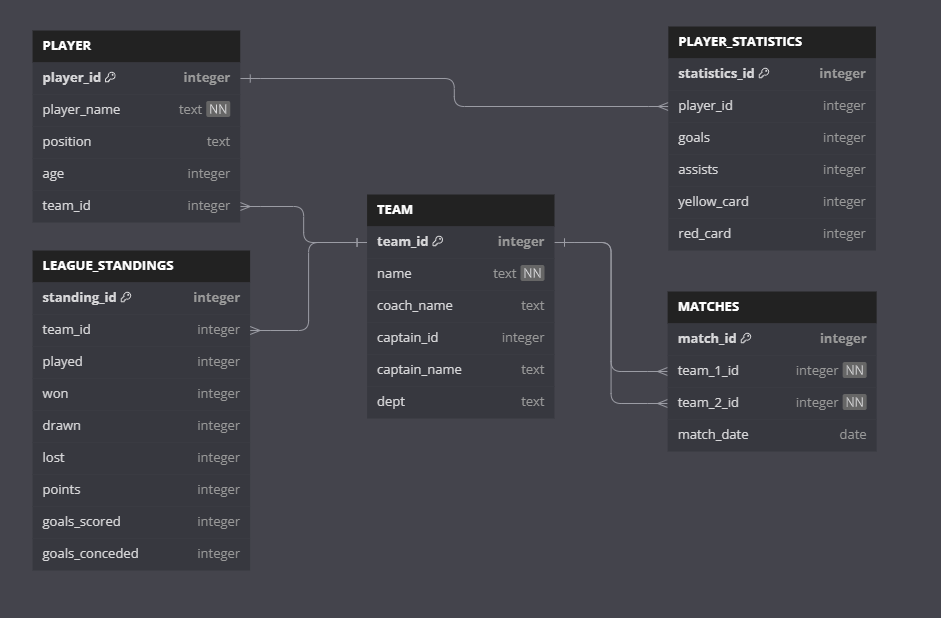 PLAYER
player_id integer
player_name text NN
position text
age integer
team_id integer
LEAGUE_STANDINGS
standing_id integer
team_id integer
played integer
won integer
drawn integer
lost integer
points integer
goals_scored integer
goals_conceded integer
TEAM
team_id integer
name text NN
coach_name text
captain_id integer
captain_name text
dept text
PLAYER_STATISTICS
statistics_id integer
player_id integer
goals integer
assists integer
yellow_card integer
red_card integer
MATCHES
match_id integer
team_1_id integer NN
team_2_id integer NN
match_date date